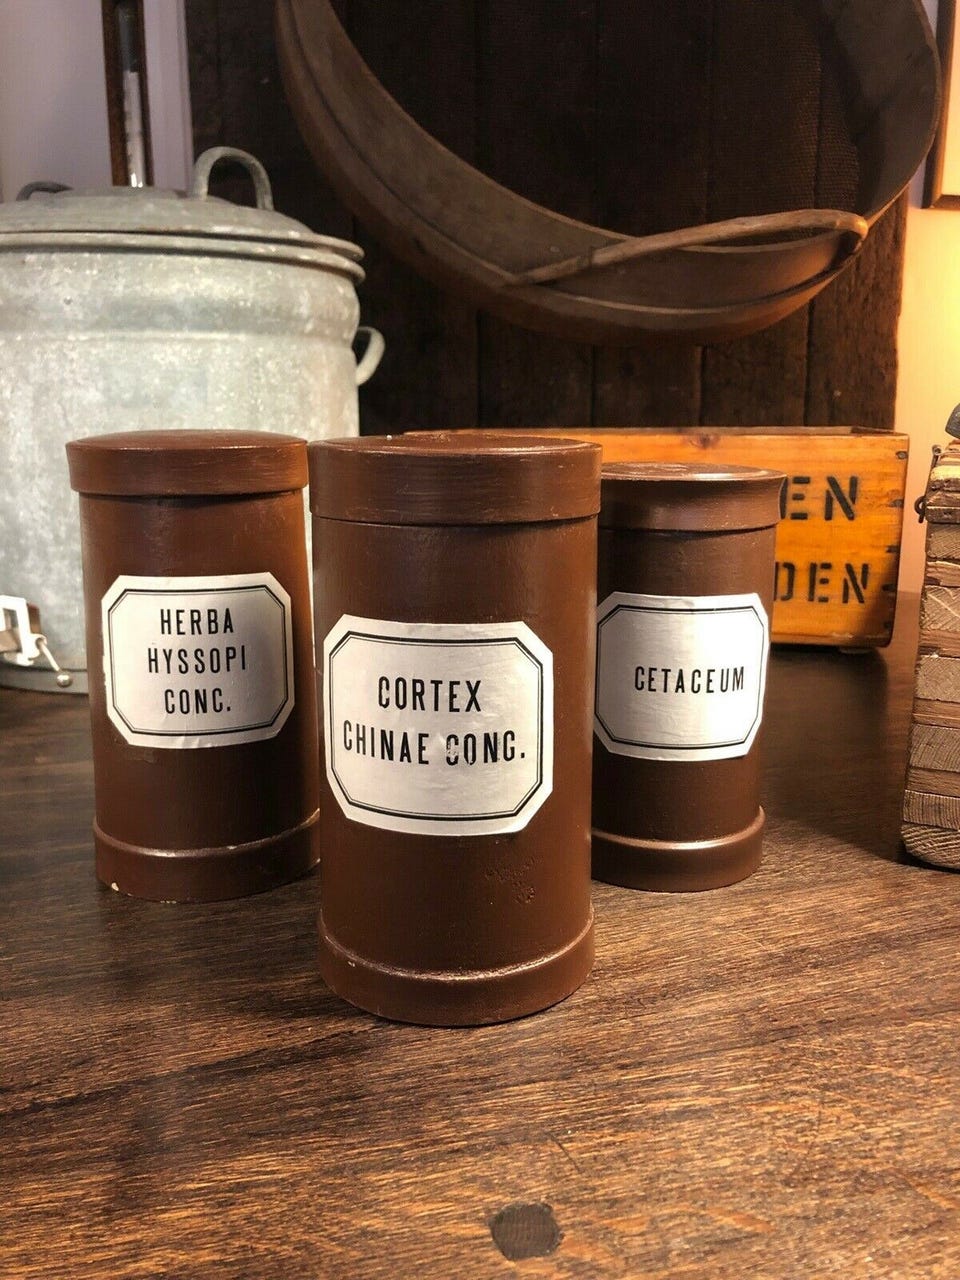 HERBA
HYSSOPI
CONC.
CORTEX
CHINAE CONC.
CETACEUM
EN
DEN